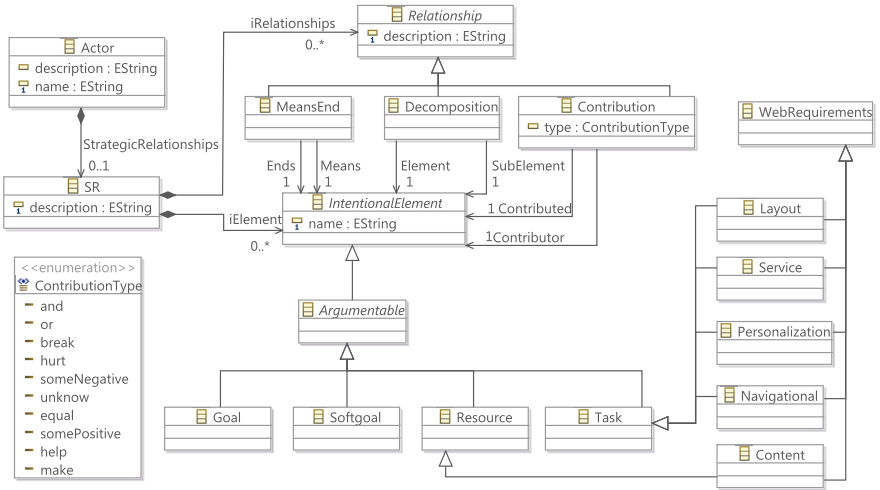 Relationship
description : EString
iRelationships
0..*
Actor
description : EString
name : EString
StrategicRelationships
0..1
MeansEnd
Decomposition
Contribution
type : ContributionType
WebRequirements
Ends
1
Means
1
Element
1
SubElement
1
SR
description : EString
iElement
0..*
IntentionalElement
name : EString
1 Contributed
1Contributor
Layout
Service
Personalization
Navigational
Content
<<enumeration>>
ContributionType
and
or
break
hurt
someNegative
unknow
equal
somePositive
help
make
Argumentable
Goal
Softgoal
Resource
Task